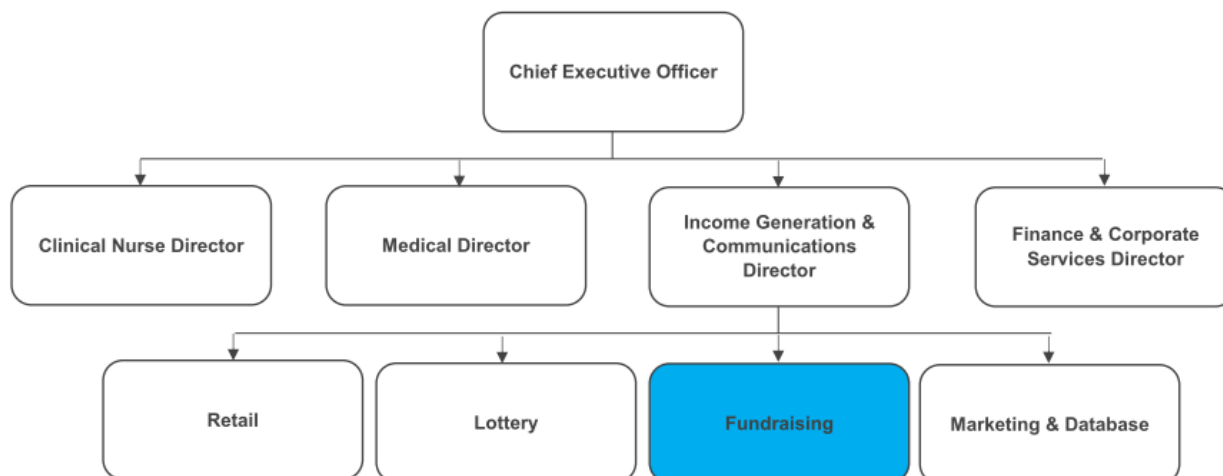 Chief Executive Officer
Clinical Nurse Director
Medical Director
Income Generation &
Communications
Director
Finance & Corporate
Services Director
Retail
Lottery
Fundraising
Marketing & Database